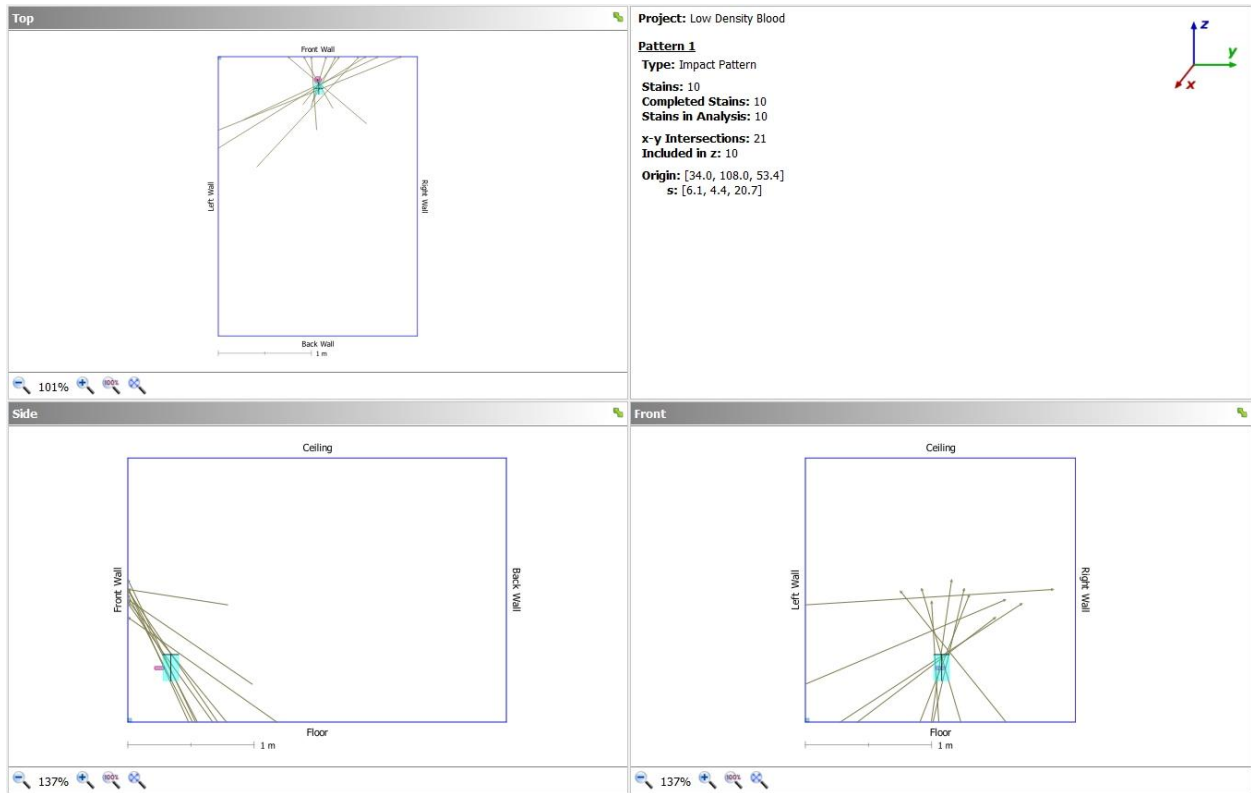 Top
Front Wall
Left Wall
Right Wall
Back Wall
1 m
101%
Project: Low Density Blood
Pattern 1
Type: Impact Pattern
Stains: 10
Completed Stains: 10
Stains in Analysis: 10
x-y Intersections: 21
Included in z: 10
Origin: [34.0, 108.0, 53.4]
s: [6.1, 4.4, 20.7]
z
y
x
Side
Ceiling
Front Wall
Back Wall
Floor
1 m
137%
Front
Ceiling
Left Wall
Right Wall
Floor
1 m
137%